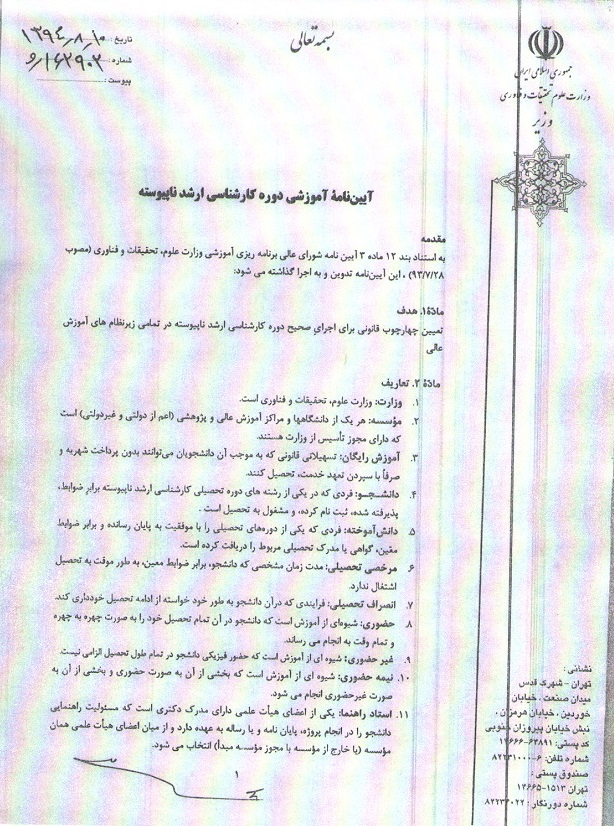 بسمه تعالی
جمهوری اسلامی ایران
وزارت علوم تحقیقات و فناوری
وزیر
تاریخ: ۱۳۹۴/۸/۱۰
شماره: ۱۶۲۹۰۲/و
پیوست:
آیین‌نامهٔ آموزشی دوره کارشناسی ارشد ناپیوسته
مقدمه
به استناد بند ۱۲ ماده ۳ آیین نامه شورای عالی برنامه ریزی آموزشی وزارت علوم، تحقیقات و فناوری (مصوب
۹۳/۷/۲۸) ، این آیین‌نامه تدوین و به اجرا گذاشته می شود:
مادهٔ۱. هدف
تعیین چهارچوب قانونی برای اجرای صحیح دوره کارشناسی ارشد ناپیوسته در تمامی زیرنظام های آموزش
عالی
مادهٔ ۲. تعاریف
۱. وزارت: وزارت علوم، تحقیقات و فناوری است.
۲. مؤسسه: هر یک از دانشگاهها و مراکز آموزش عالی و پژوهشی (اعم از دولتی و غیردولتی) است
که دارای مجوز تأسیس از وزارت هستند.
۳. آموزش رایگان: تسهیلاتی قانونی که به موجب آن دانشجویان می‌توانند بدون پرداخت شهریه و
صرفاً با سپردن تعهد خدمت، تحصیل کنند.
۴. دانشـجـو: فردی که در یکی از رشته های دوره تحصیلی کارشناسی ارشد ناپیوسته برابر ضوابط،
پذیرفته شده، ثبت نام کرده، و مشغول به تحصیل است .
۵. دانش‌آموخته: فردی که یکی از دوره‌های تحصیلی را با موفقیت به پایان رسانده و برابر ضوابط
معین، گواهی یا مدرک تحصیلی مربوط را دریافت کرده است.
۶. مرخصی تحصیلی: مدت زمان مشخصی که دانشجو، برابر ضوابط معین، به طور موقت به تحصیل
اشتغال ندارد.
۷. انصراف تحصیلی: فرایندی که درآن دانشجو به طور خود خواسته از ادامه تحصیل خودداری کند.
۸. حضوری: شیوه‌ای از آموزش است که دانشجو در آن تمام تحصیل خود را به صورت چهره به چهره
و تمام وقت به انجام می رساند.
۹. غیر حضوری: شیوه ای از آموزش است که حضور فیزیکی دانشجو در تمام طول تحصیل الزامی نیست.
۱۰. نیمه حضوری: شیوه ای از آموزش است که بخشی از آن به صورت حضوری و بخشی از آن به
صورت غیرحضوری انجام می شود.
۱۱. استاد راهنما: یکی از اعضای هیأت علمی دارای مدرک دکتری است که مسئولیت راهنمایی
دانشجو را در انجام پروژه، پایان نامه و یا رساله به عهده دارد و از میان اعضای هیأت علمی همان
مؤسسه (یا خارج از مؤسسه با مجوز مؤسسه مبدأ) انتخاب می شود.
۱
نشانی :
تهران - شهرک قدس
میدان صنعت ، خیابان
خوردین ، خیابان هرمزان ،
نبش خیابان پیروزان جنوبی
کد پستی: ۶۴۸۹۱-۱۴۶۶۶
شماره تلفن: ۶-۸۲۲۳۱۰۰۰
صندوق پستی :
تهران ۱۵۱۳-۱۴۶۶۵
شماره دورنگار: ۸۲۲۳۴۰۲۲